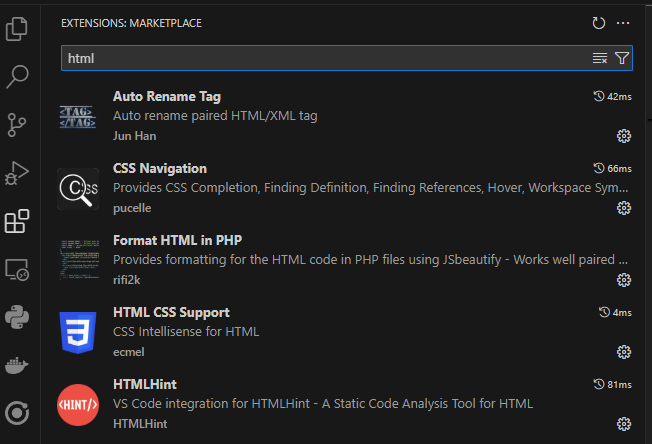 EXTENSIONS: MARKETPLACE
html
<TAG>
</TAG>
Auto Rename Tag
42ms
Auto rename paired HTML/XML tag
Jun Han
CSS
CSS Navigation
66ms
Provides CSS Completion, Finding Definition, Finding References, Hover, Workspace Sym...
pucelle
Format HTML in PHP
Provides formatting for the HTML code in PHP files using JSbeautify - Works well paired ...
rifi2k
HTML CSS Support
4ms
CSS Intellisense for HTML
ecmel
<HINT/>
HTMLHint
81ms
VS Code integration for HTMLHint - A Static Code Analysis Tool for HTML
HTMLHint